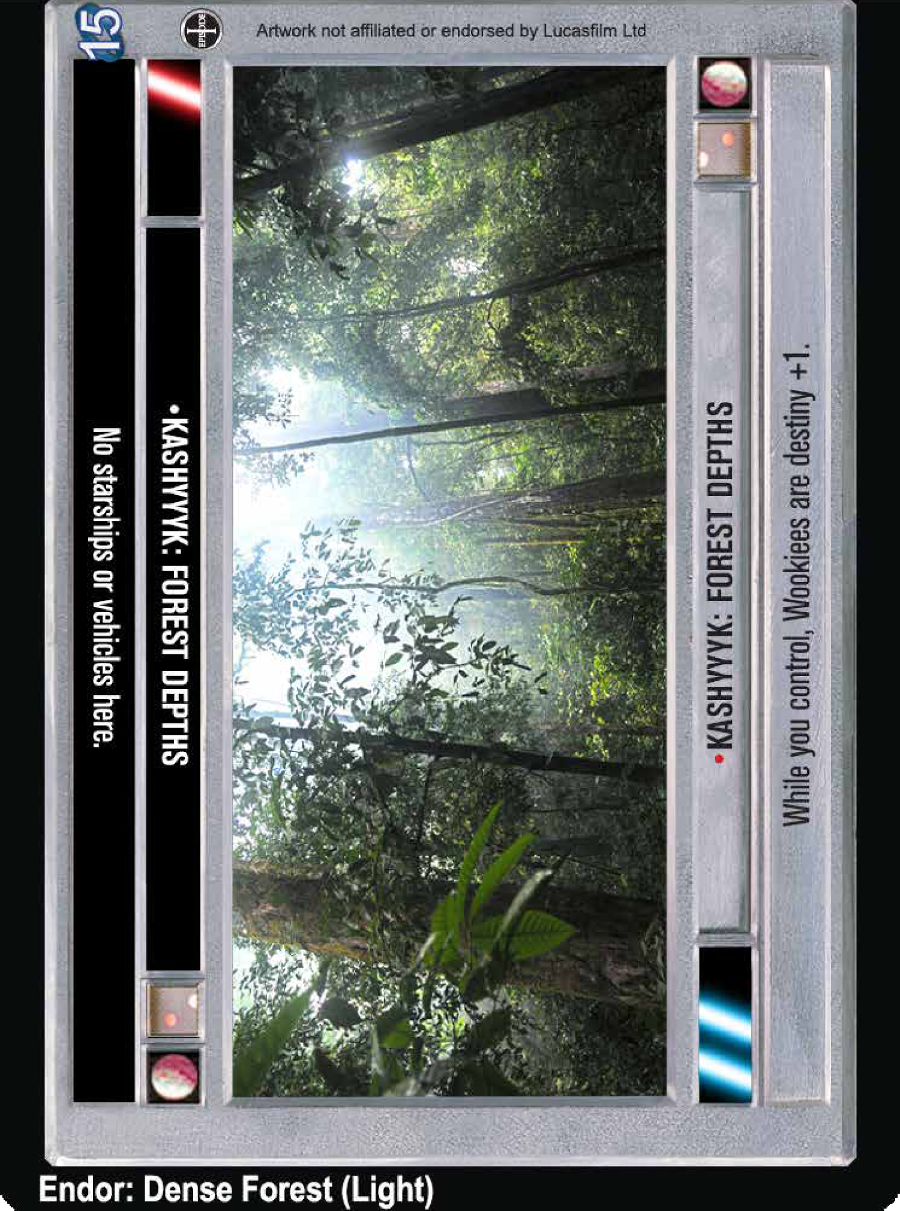 15
EPISODE I
Artwork not affiliated or endorsed by Lucasfilm Ltd
No starships or vehicles here.
•KASHYYYK: FOREST DEPTHS
•KASHYYYK: FOREST DEPTHS
While you control, Wookiees are destiny +1.
Endor: Dense Forest (Light)